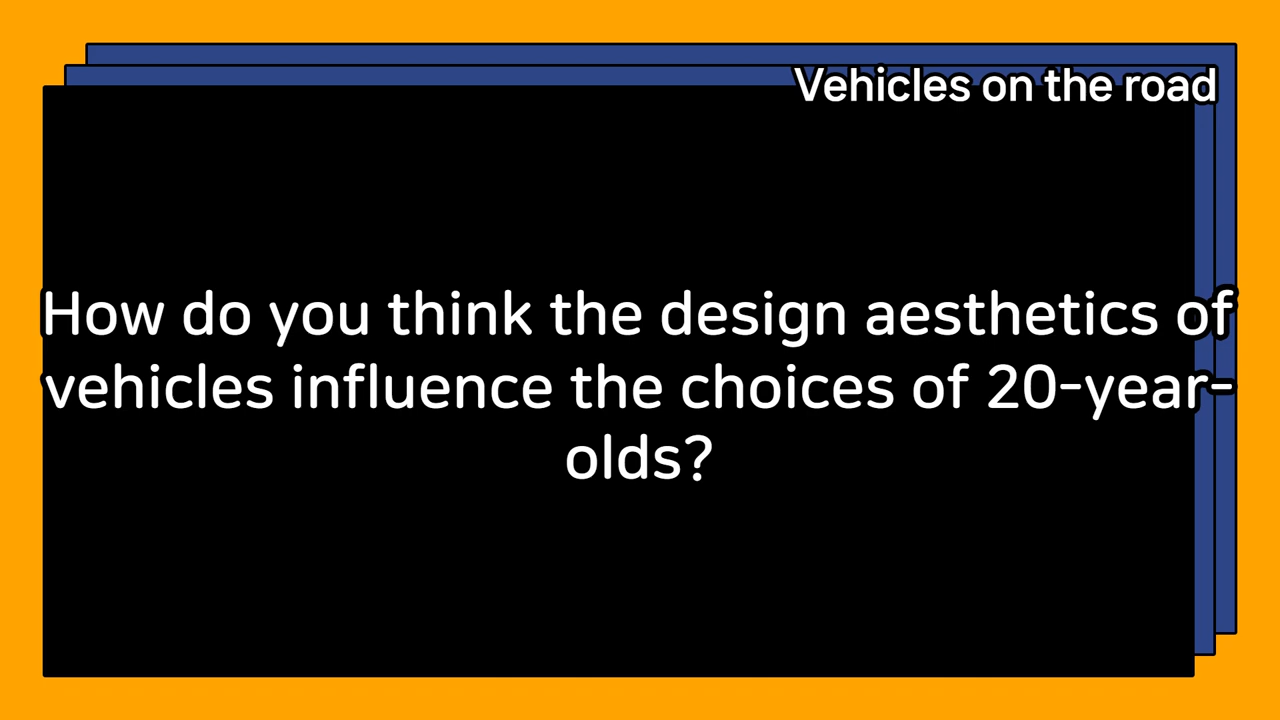 Vehicles on the road
How do you think the design aesthetics of
vehicles influence the choices of 20-year-
olds?